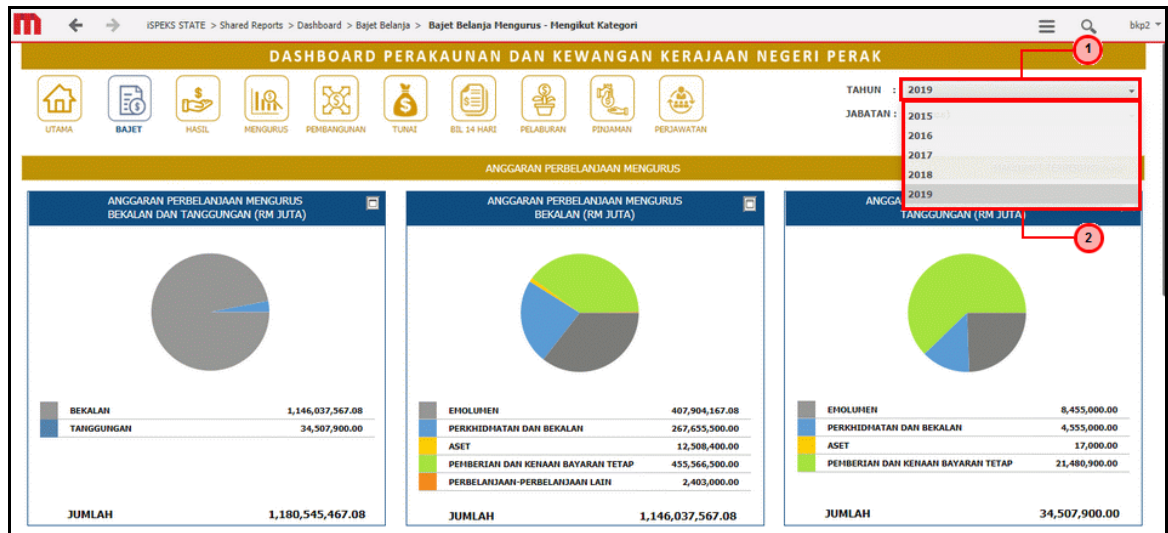 iSPEKS STATE > Shared Reports > Dashboard > Bajet Belanja > Bajet Belanja Mengurus - Mengikut Kategori
bkp2
DASHBOARD PERAKAUNAN DAN KEWANGAN KERAJAAN NEGERI PERAK
1
UTAMA
BAJET
HASIL
MENGURUS
PEMBANGUNAN
TUNAI
BIL 14 HARI
PELABURAN
PINJAMAN
PERJAWATAN
TAHUN : 2019
JABATAN :
2015
2016
2017
2018
2019
2
ANGGARAN PERBELANJAAN MENGURUS
ANGGARAN PERBELANJAAN MENGURUS
BEKALAN DAN TANGGUNGAN (RM JUTA)
BEKALAN 1,146,037,567.08
TANGGUNGAN 34,507,900.00
JUMLAH 1,180,545,467.08
ANGGARAN PERBELANJAAN MENGURUS
BEKALAN (RM JUTA)
EMOLUMEN 407,904,167.08
PERKHIDMATAN DAN BEKALAN 267,655,500.00
ASET 12,508,400.00
PEMBERIAN DAN KENAAN BAYARAN TETAP 455,566,500.00
PERBELANJAAN-PERBELANJAAN LAIN 2,403,000.00
JUMLAH 1,146,037,567.08
TANGGUNGAN (RM JUTA)
EMOLUMEN 8,455,000.00
PERKHIDMATAN DAN BEKALAN 4,555,000.00
ASET 17,000.00
PEMBERIAN DAN KENAAN BAYARAN TETAP 21,480,900.00
JUMLAH 34,507,900.00